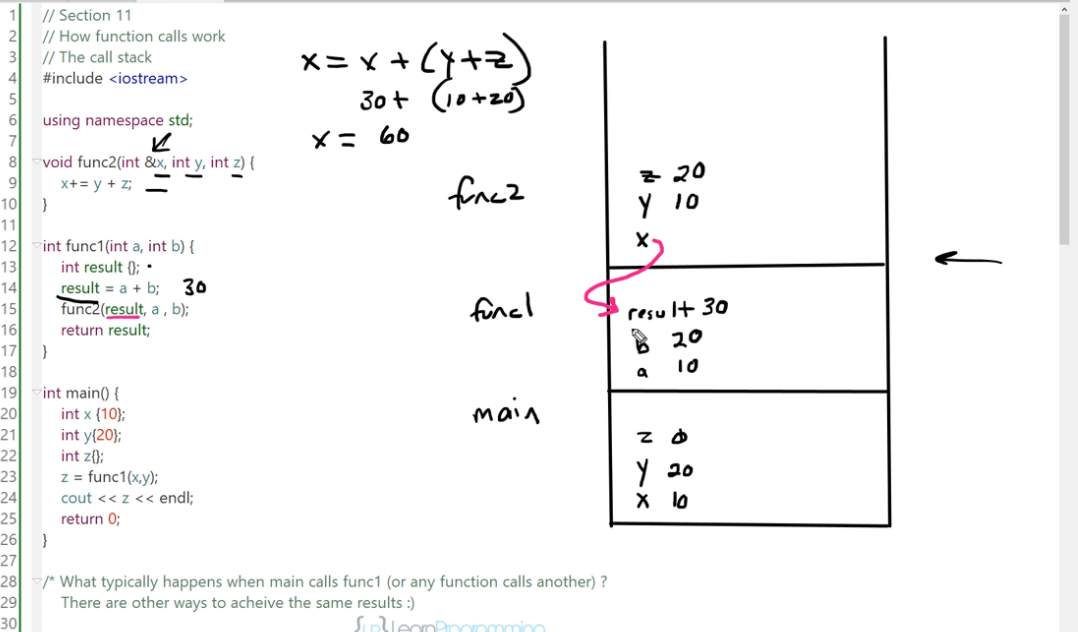 1 // Section 11
2 // How function calls work
3 // The call stack
4 #include <iostream>
5
6 using namespace std;
7
8 void func2(int &x, int y, int z) {
9 x+= y + z;
10 }
11
12 int func1(int a, int b) {
13 int result {};
14 result = a + b; 30
15 func2(result, a , b);
16 return result;
17 }
18
19 int main() {
20 int x {10};
21 int y{20};
22 int z{};
23 z = func1(x,y);
24 cout << z << endl;
25 return 0;
26 }
27
28 /* What typically happens when main calls func1 (or any function calls another) ?
29 There are other ways to acheive the same results :)
30
x = x + (y+z)
30+ (10+20)
x = 60
func2
z 20
y 10
x
func1
result 30
b 20
a 10
main
z 0
y 20
x 10
LearnProgramming